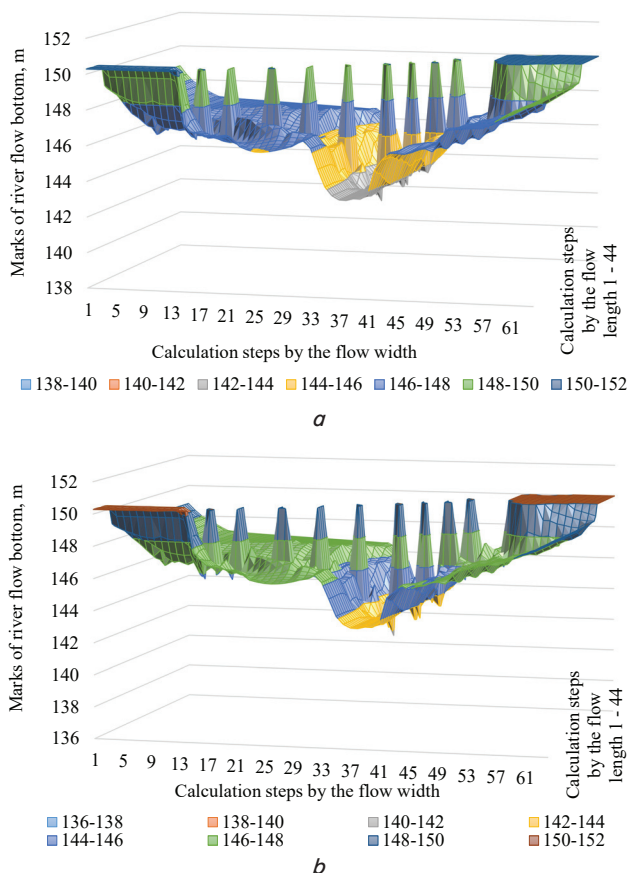 152
150
148
146
144
142
140
138
Marks of river flow bottom, m
1 5 9 13 17 21 25 29 33 37 41 45 49 53 57 61
Calculation steps by the flow width
Calculation steps
by the flow
length 1 - 44
138-140 140-142 142-144 144-146 146-148 148-150 150-152
a
152
150
148
146
144
142
140
138
136
Marks of river flow bottom, m
1 5 9 13 17 21 25 29 33 37 41 45 49 53 57 61
Calculation steps by the flow width
Calculation steps
by the flow
length 1 - 44
136-138 138-140 140-142 142-144
144-146 146-148 148-150 150-152
b